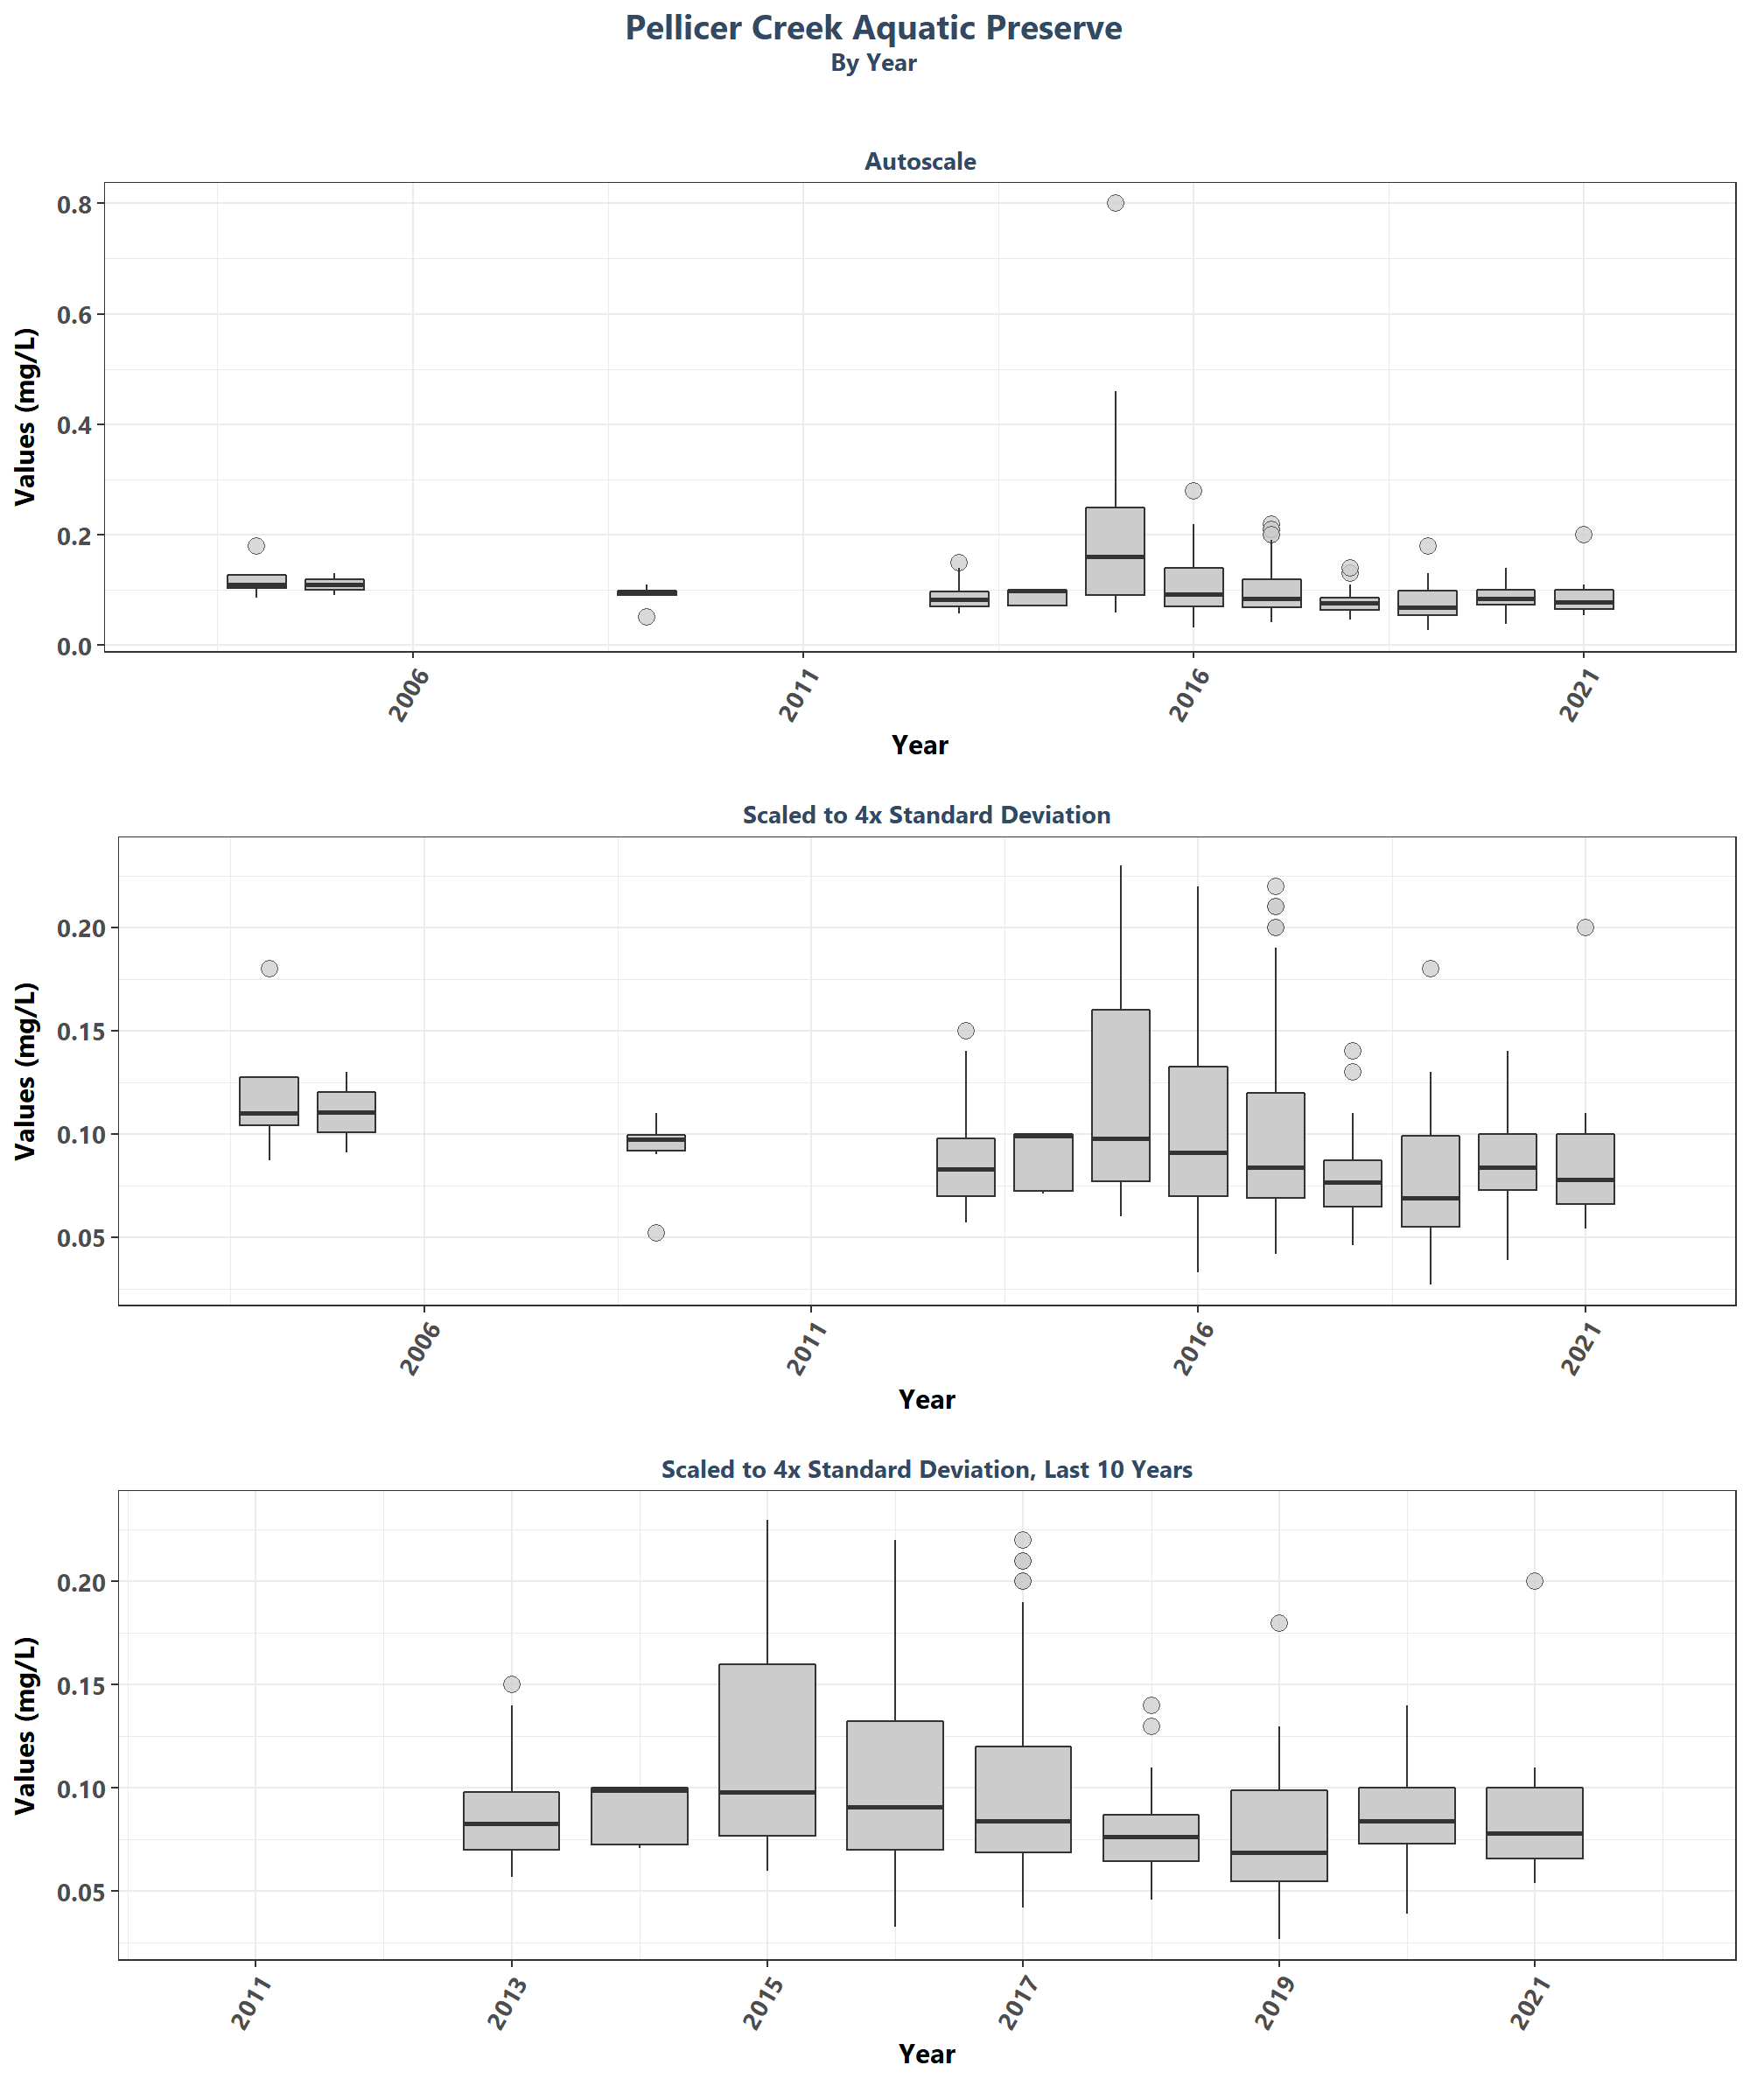 Pellicer Creek Aquatic Preserve
By Year
Autoscale
Values (mg/L)
0.8
0.6
0.4
0.2
0.0
2006 2011 2016 2021
Year
Scaled to 4x Standard Deviation
Values (mg/L)
0.20
0.15
0.10
0.05
2006 2011 2016 2021
Year
Scaled to 4x Standard Deviation, Last 10 Years
Values (mg/L)
0.20
0.15
0.10
0.05
2011 2013 2015 2017 2019 2021
Year